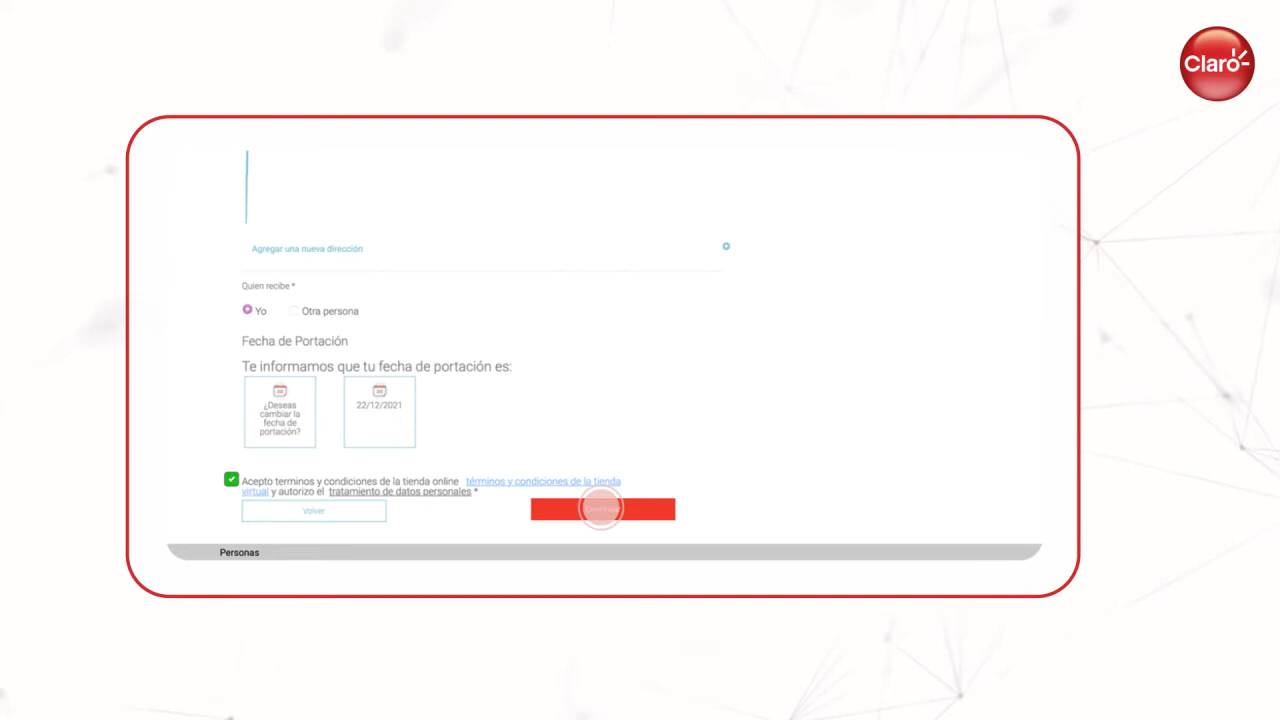 Claro
Agregar una nueva dirección
Quien recibe *
Yo Otra persona
Fecha de Portación
Te informamos que tu fecha de portación es:
¿Deseas
cambiar la
fecha de
portación?
22/12/2021
Acepto terminos y condiciones de la tienda online términos y condiciones de la tienda
virtual y autorizo el tratamiento de datos personales *
Volver
Personas